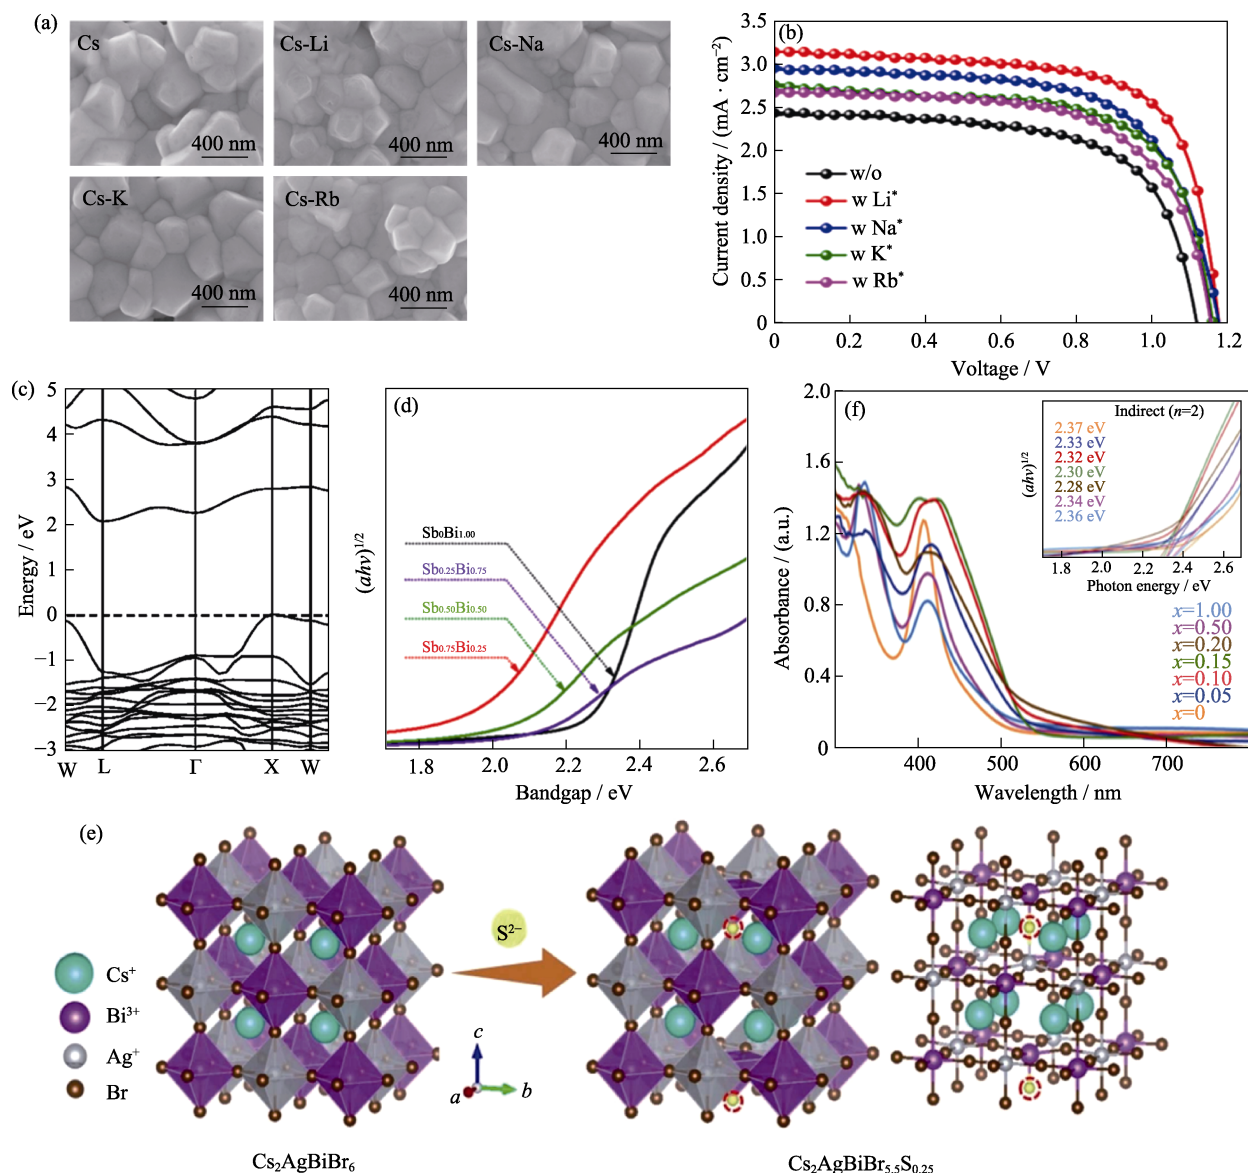 (a)
Cs
400 nm
Cs-Li
400 nm
Cs-Na
400 nm
Cs-K
400 nm
Cs-Rb
400 nm
(b)
Current density / (mA · cm⁻²)
3.5
3.0
2.5
2.0
1.5
1.0
0.5
0
w/o
w Li*
w Na*
w K*
w Rb*
0 0.2 0.4 0.6 0.8 1.0 1.2
Voltage / V
(c)
Energy / eV
5
4
3
2
1
0
−1
−2
−3
W L Γ X W
(d)
(ahv)¹ᐟ²
Sb₀Bi₁.₀₀
Sb₀.₂₅Bi₀.₇₅
Sb₀.₅₀Bi₀.₅₀
Sb₀.₇₅Bi₀.₂₅
1.8 2.0 2.2 2.4 2.6
Bandgap / eV
(f)
Absorbance / (a.u.)
2.0
1.6
1.2
0.8
0.4
0
400 500 600 700
Wavelength / nm
Indirect (n=2)
(ahv)¹ᐟ²
2.37 eV
2.33 eV
2.32 eV
2.30 eV
2.28 eV
2.34 eV
2.36 eV
1.8 2.0 2.2 2.4 2.6
Photon energy / eV
x=1.00
x=0.50
x=0.20
x=0.15
x=0.10
x=0.05
x=0
(e)
Cs⁺
Bi³⁺
Ag⁺
Br
S²⁻
c
a
b
Cs₂AgBiBr₆
Cs₂AgBiBr₅.₅S₀.₂₅